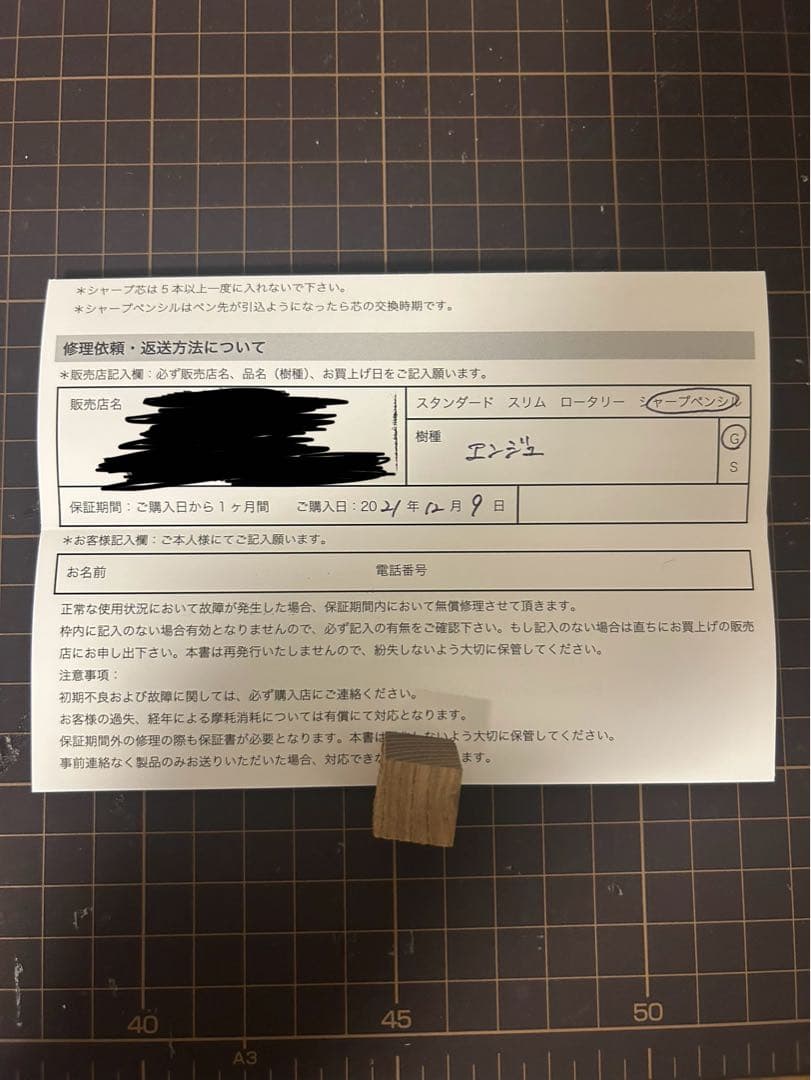 ＊シャープ芯は５本以上一度に入れないで下さい。
＊シャープペンシルはペン先が引込ようになったら芯の交換時期です。
修理依頼・返送方法について
＊販売店記入欄：必ず販売店名、品名（樹種）、お買上げ日をご記入願います。
販売店名
スタンダード　スリム　ロータリー　シャープペンシル
樹種　エンジュ
G
S
保証期間：ご購入日から１ヶ月間　ご購入日：2021年12月9日
＊お客様記入欄：ご本人様にてご記入願います。
お名前　電話番号
正常な使用状況において故障が発生した場合、保証期間内において無償修理させて頂きます。
枠内に記入のない場合有効となりませんので、必ず記入の有無をご確認下さい。もし記入のない場合は直ちにお買上げの販売
店にお申し出下さい。本書は再発行いたしませんので、紛失しないよう大切に保管してください。
注意事項：
初期不良および故障に関しては、必ず購入店にご連絡ください。
お客様の過失、経年による摩耗消耗については有償にて対応となります。
保証期間外の修理の際も保証書が必要となります。本書は しないよう大切に保管してください。
事前連絡なく製品のみお送りいただいた場合、対応できな ます。
40　45　50
A3